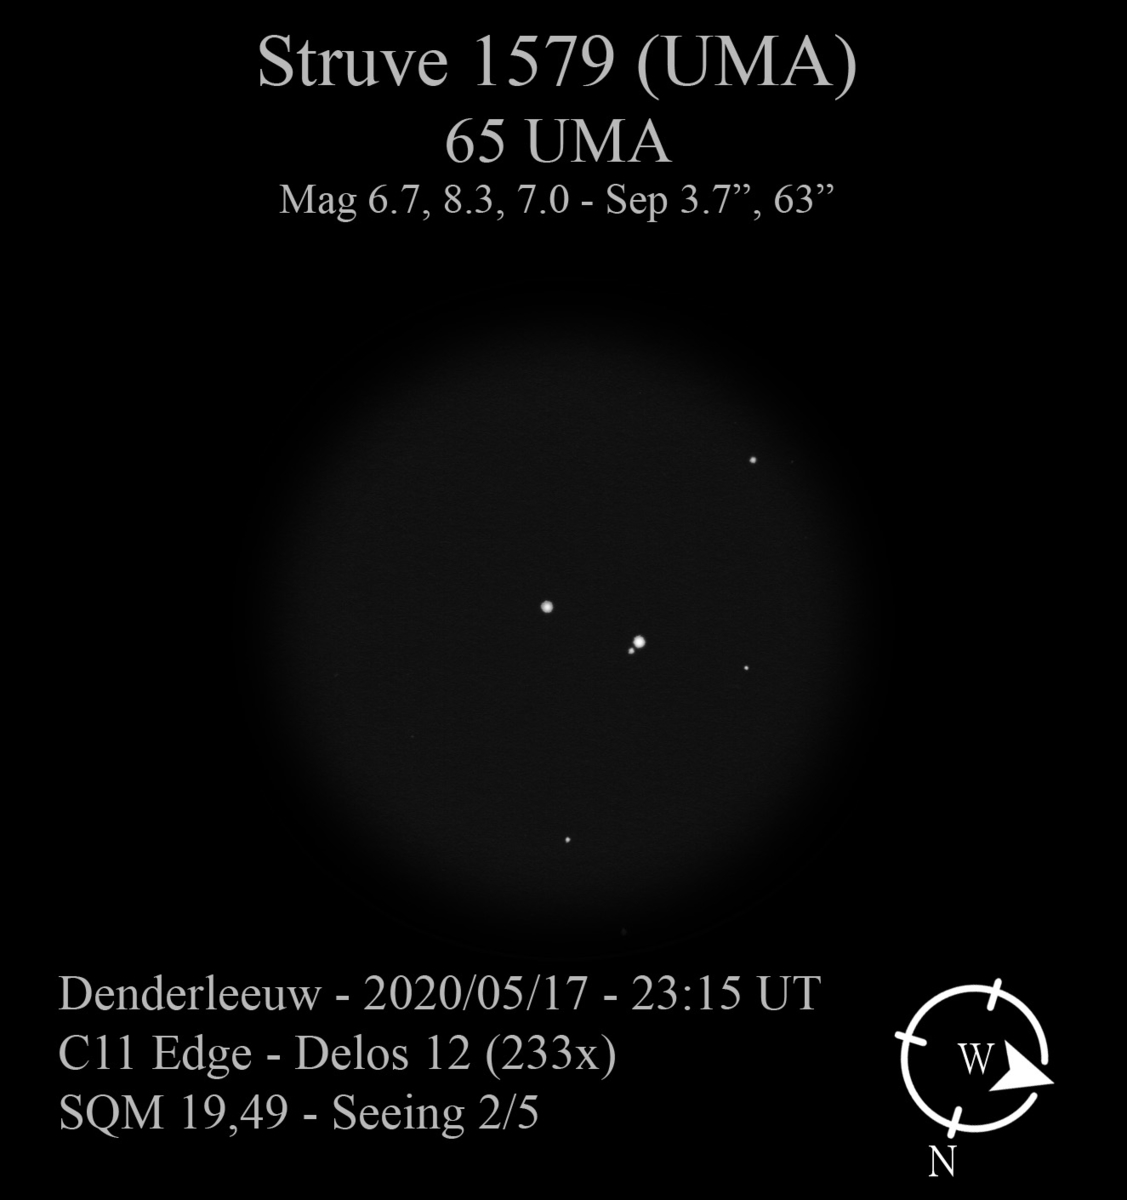 Struve 1579 (UMA)
65 UMA
Mag 6.7, 8.3, 7.0 - Sep 3.7”, 63”
Denderleeuw - 2020/05/17 - 23:15 UT
C11 Edge - Delos 12 (233x)
SQM 19,49 - Seeing 2/5
W
N